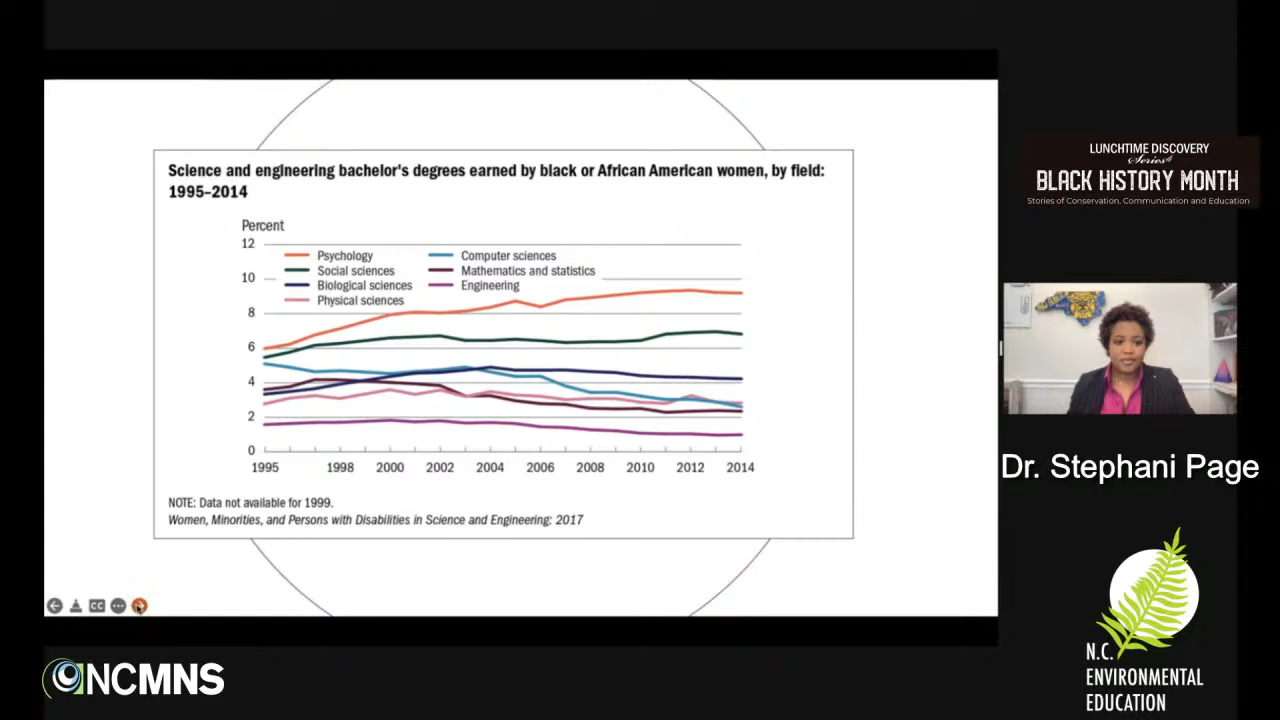 Science and engineering bachelor's degrees earned by black or African American women, by field:
1995–2014
Percent
12
10
8
6
4
2
0
Psychology
Social sciences
Biological sciences
Physical sciences
Computer sciences
Mathematics and statistics
Engineering
1995 1998 2000 2002 2004 2006 2008 2010 2012 2014
NOTE: Data not available for 1999.
Women, Minorities, and Persons with Disabilities in Science and Engineering: 2017
CC
LUNCHTIME DISCOVERY
Series
BLACK HISTORY MONTH
Stories of Conservation, Communication and Education
Dr. Stephani Page
NCMNS
N.C.
ENVIRONMENTAL
EDUCATION